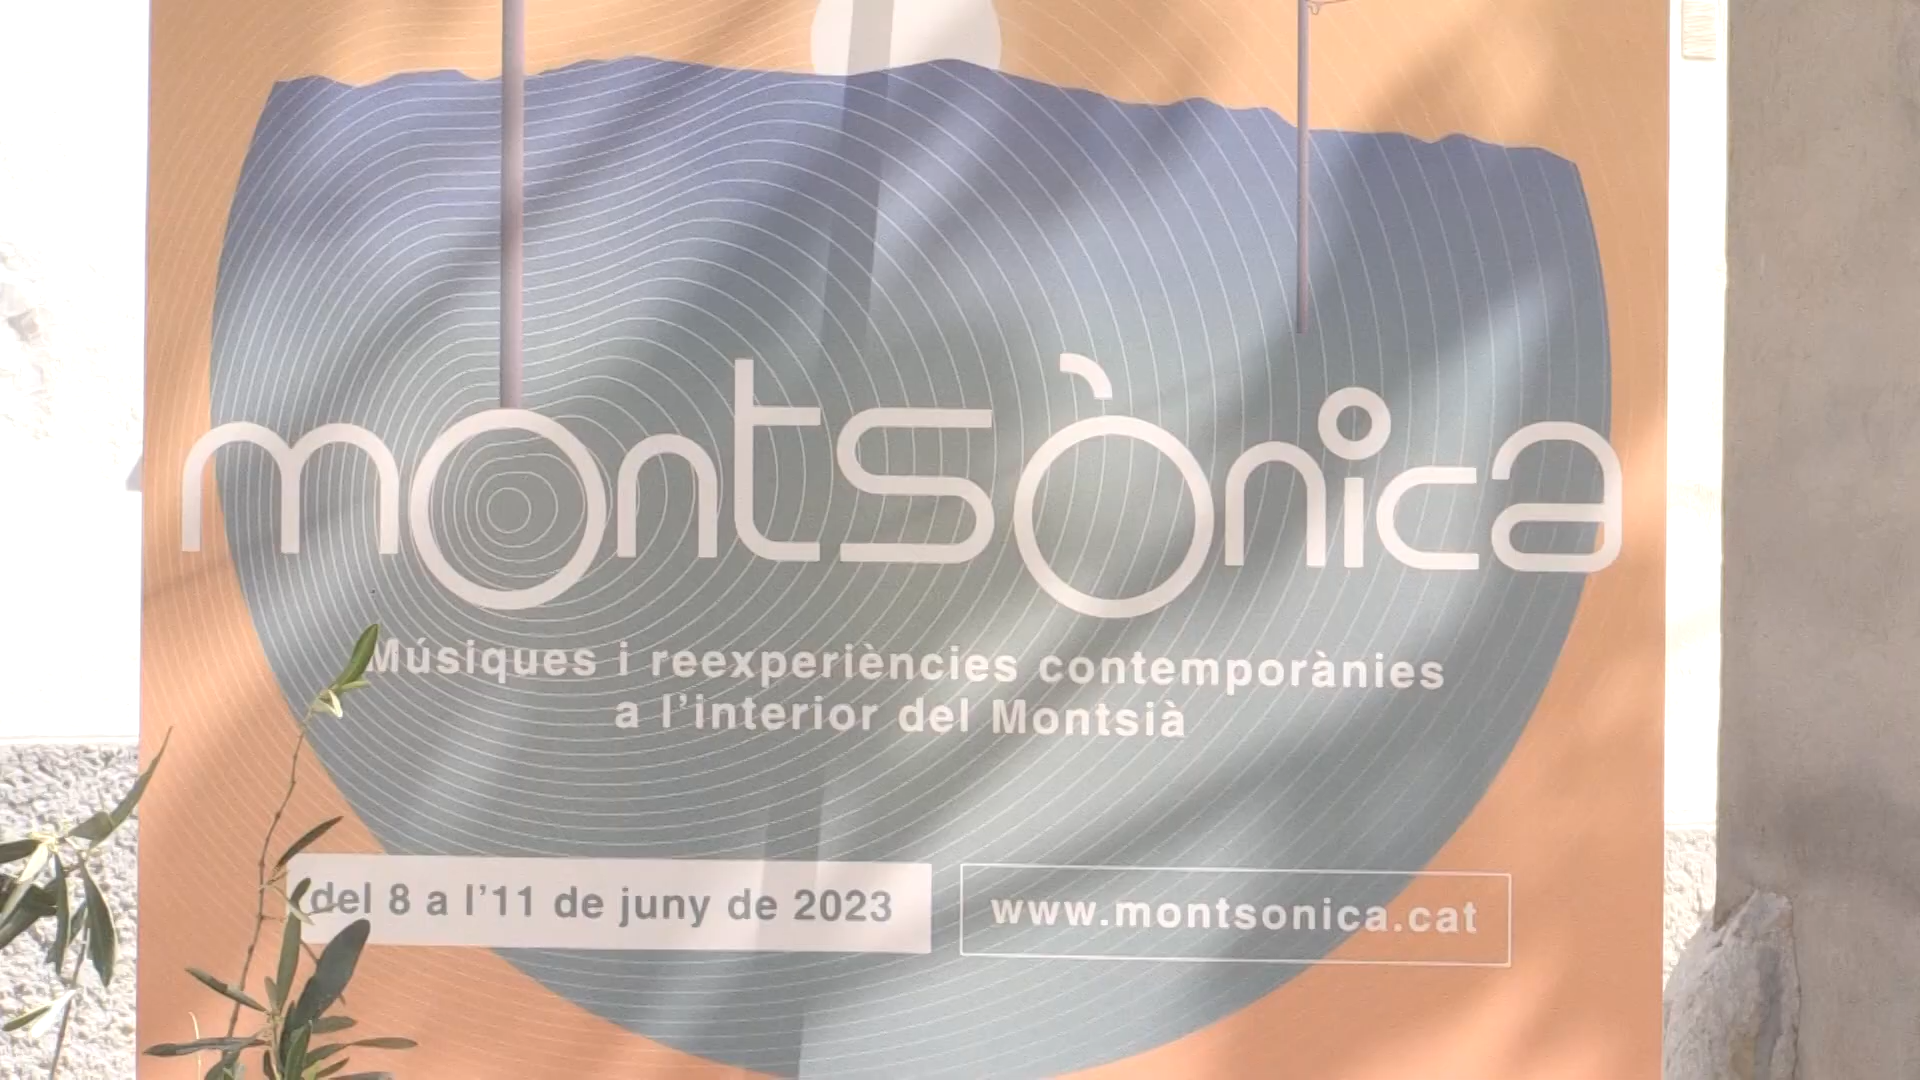 montsònica
Músiques i reexperiències contemporànies
a l’interior del Montsià
del 8 a l’11 de juny de 2023
www.montsonica.cat